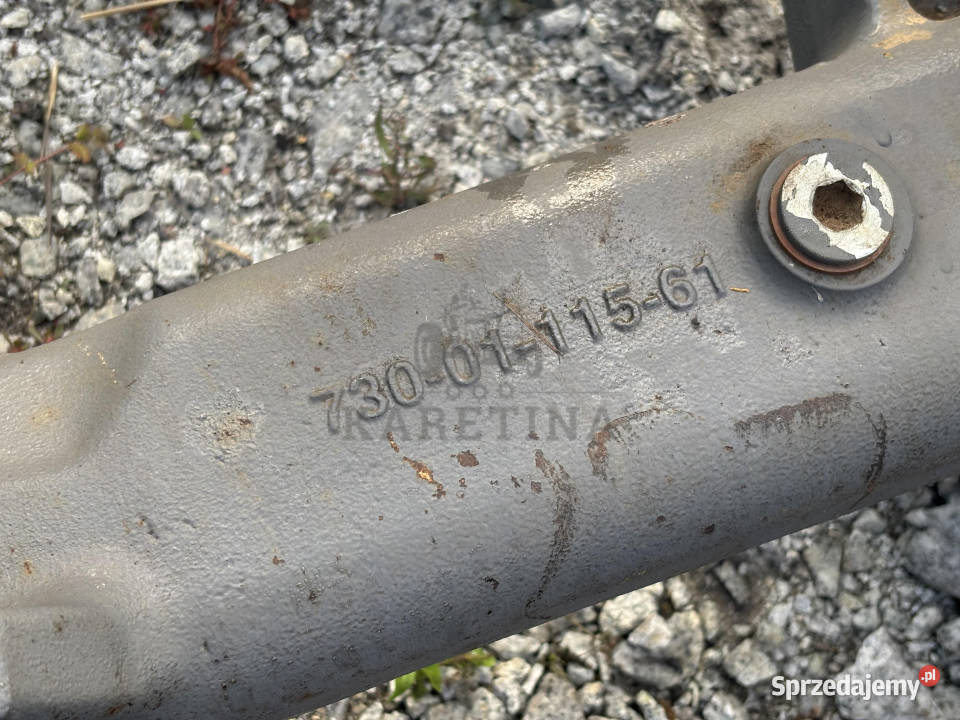 730-01-115-61
KARETINA
Sprzedajemy.pl